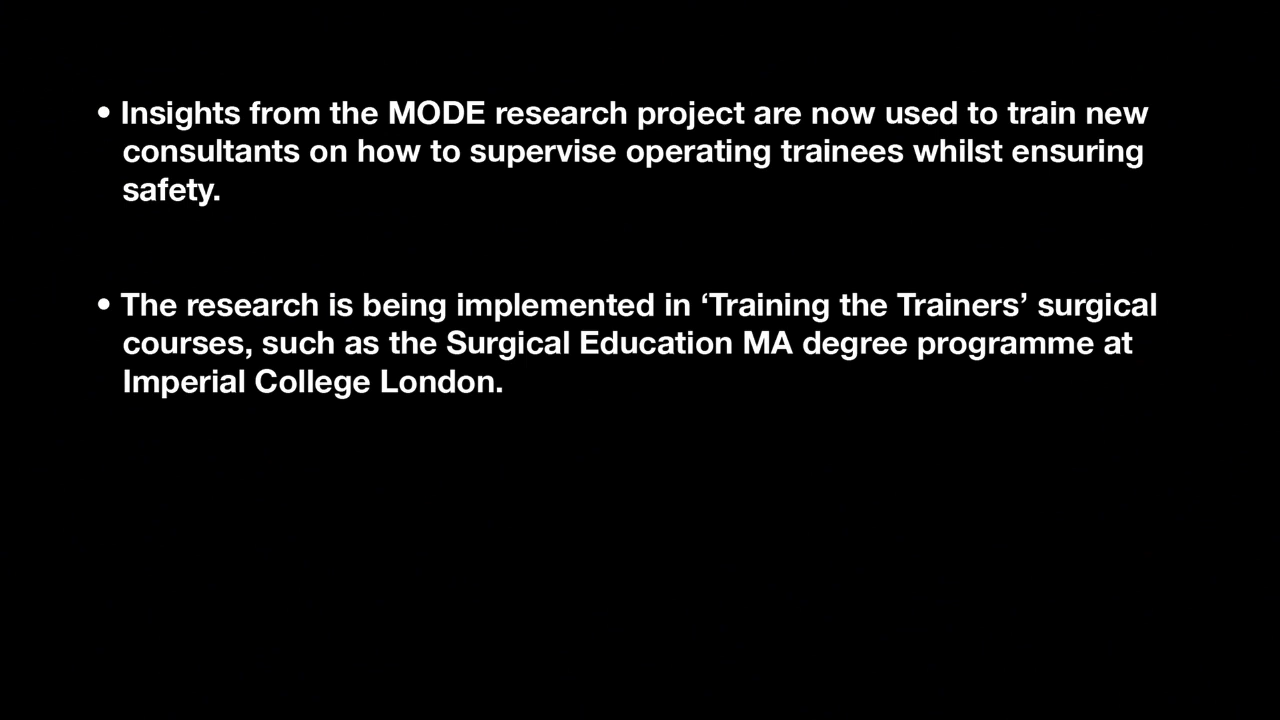 • Insights from the MODE research project are now used to train new
consultants on how to supervise operating trainees whilst ensuring
safety.
• The research is being implemented in ‘Training the Trainers’ surgical
courses, such as the Surgical Education MA degree programme at
Imperial College London.